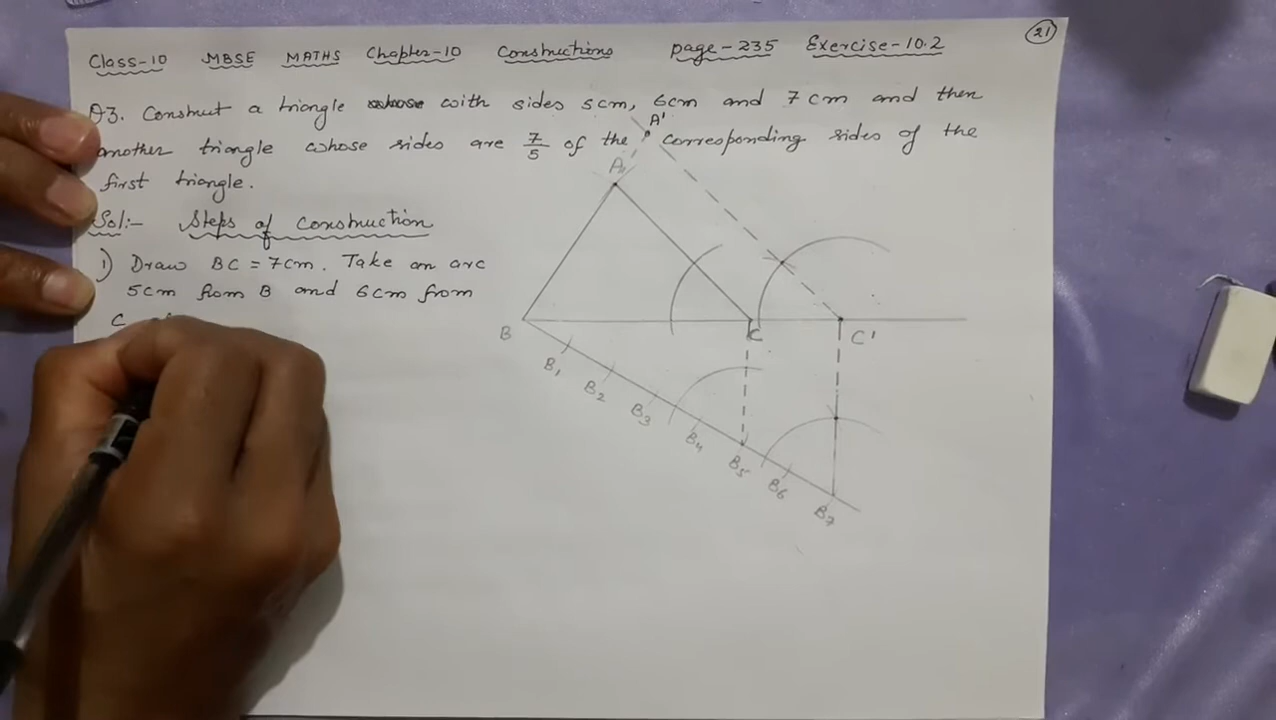 21
Class-10 MBSE MATHS Chapter-10 Constructions page-235 Exercise-10.2
Q3. Construct a triangle with sides 5cm, 6cm and 7cm and then
another triangle whose sides are 7/5 of the corresponding sides of the
first triangle.
Sol:- Steps of Construction
1) Draw BC = 7cm. Take an arc
5cm from B and 6cm from
C
A'
A
B
C
C'
B1
B2
B3
B4
B5
B6
B7